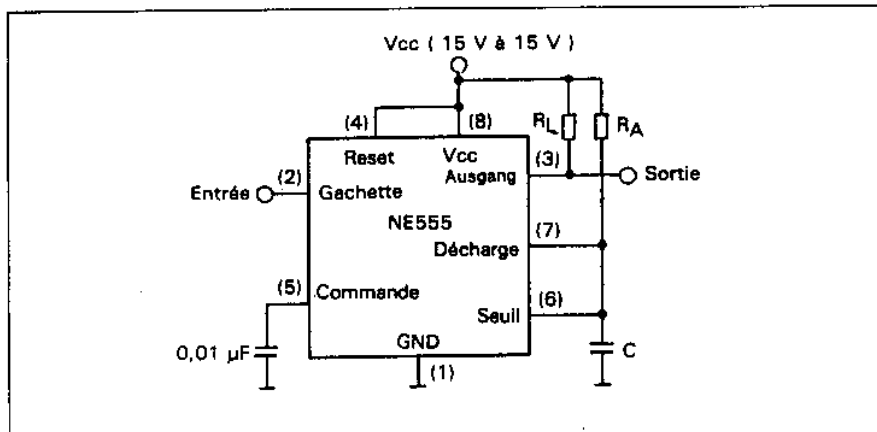 Vcc ( 15 V à 15 V )
(4)
(8)
RL
RA
Reset
Vcc
(3)
Ausgang
Sortie
Entrée
(2)
Gachette
NE555
(7)
Décharge
(5)
Commande
(6)
Seuil
0,01 µF
GND
C
(1)